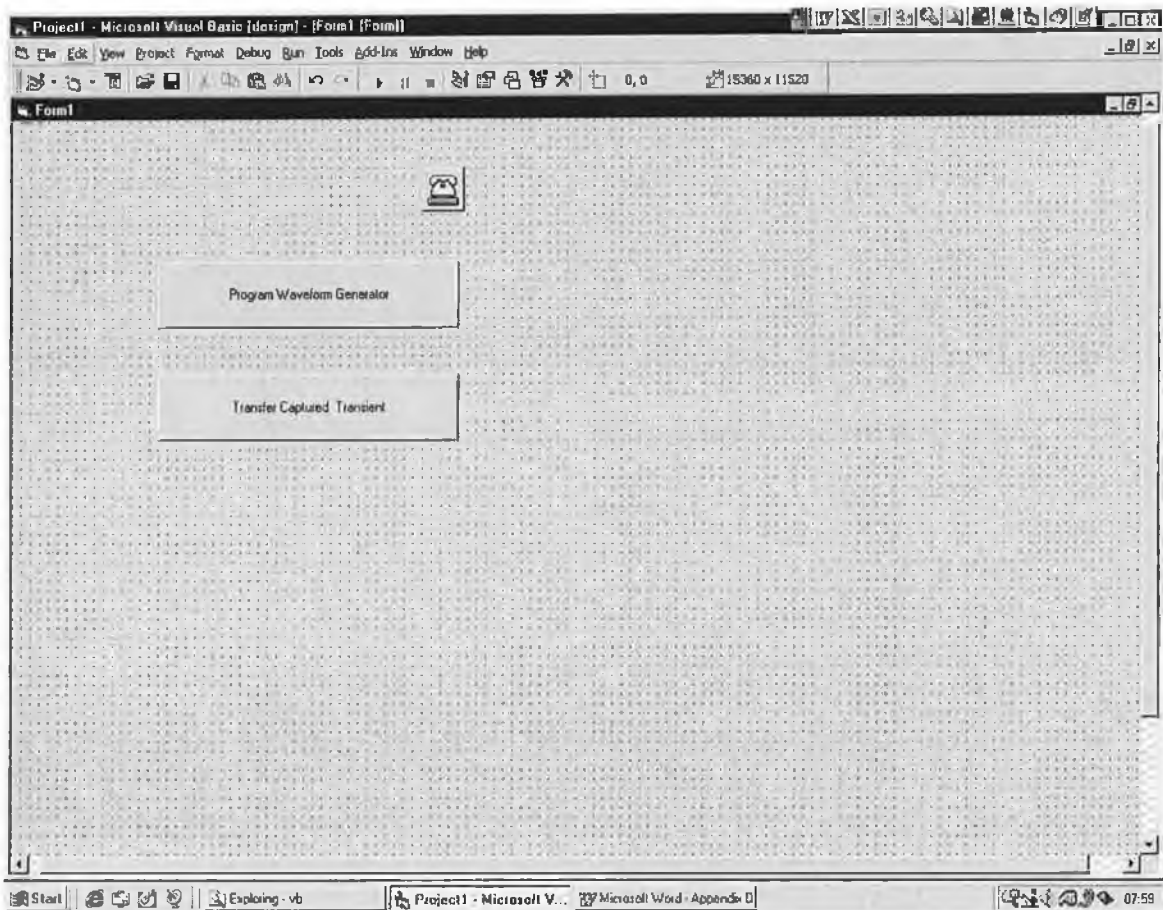 Project1 - Microsoft Visual Basic [design] - [Form1 (Form)]
File Edit View Project Format Debug Run Tools Add-Ins Window Help
0, 0 15360 x 11520
Form1
Program Waveform Generator
Transfer Captured Transient
Start Exploring - vb Project1 - Microsoft V... Microsoft Word - Appendix D 07:59